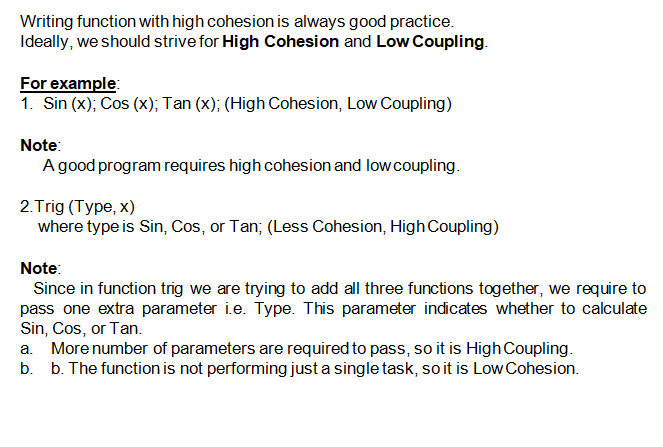 Writing function with high cohesion is always good practice.
Ideally, we should strive for High Cohesion and Low Coupling.
For example:
1. Sin (x); Cos (x); Tan (x); (High Cohesion, Low Coupling)
Note:
A good program requires high cohesion and low coupling.
2.Trig (Type, x)
where type is Sin, Cos, or Tan; (Less Cohesion, High Coupling)
Note:
Since in function trig we are trying to add all three functions together, we require to
pass one extra parameter i.e. Type. This parameter indicates whether to calculate
Sin, Cos, or Tan.
a. More number of parameters are required to pass, so it is High Coupling.
b. b. The function is not performing just a single task, so it is Low Cohesion.